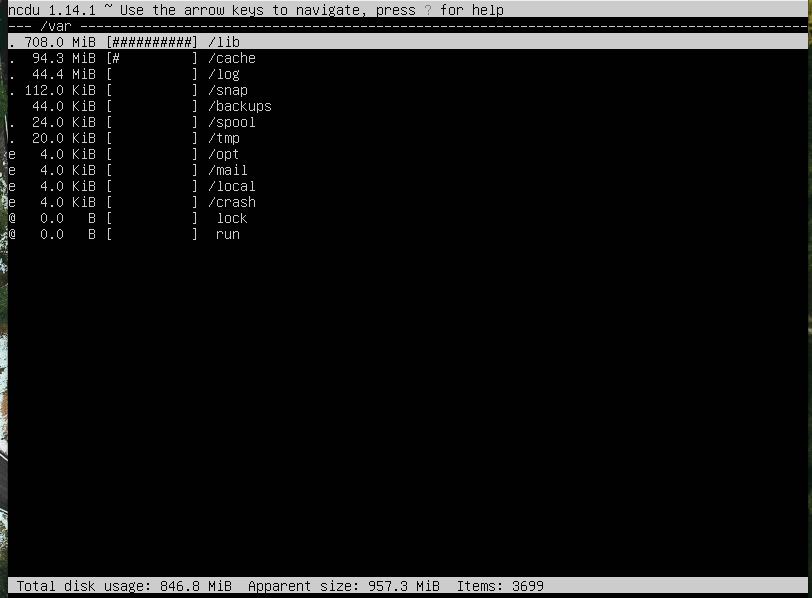 ncdu 1.14.1 ~ Use the arrow keys to navigate, press ? for help
--- /var -------------------------------------------------------------------------------------------
. 708.0 MiB [##########] /lib
.  94.3 MiB [#         ] /cache
.  44.4 MiB [          ] /log
. 112.0 KiB [          ] /snap
   44.0 KiB [          ] /backups
.  24.0 KiB [          ] /spool
.  20.0 KiB [          ] /tmp
e   4.0 KiB [          ] /opt
e   4.0 KiB [          ] /mail
e   4.0 KiB [          ] /local
e   4.0 KiB [          ] /crash
@   0.0   B [          ]  lock
@   0.0   B [          ]  run
Total disk usage: 846.8 MiB  Apparent size: 957.3 MiB  Items: 3699